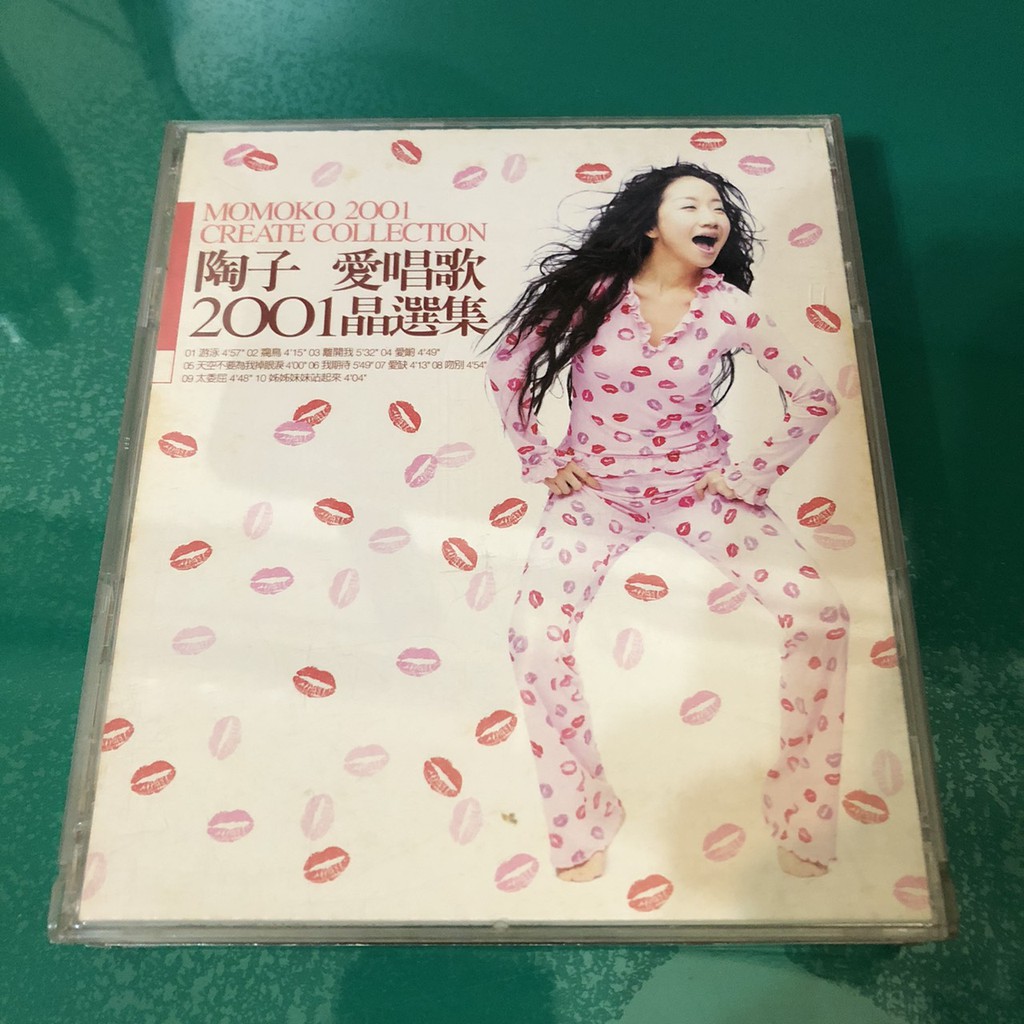 MOMOKO 2001
CREATE COLLECTION
陶子 愛唱歌
2001晶選集
01 游泳 4'57" 02 鴕鳥 4'15" 03 離開我 5'32" 04 愛啊 4'49"
05 天空不要為我掉眼淚 4'00" 06 我期待 5'49" 07 愛缺 4'13" 08 吻別 4'54"
09 太委屈 4'48" 10 姊姊妹妹站起來 4'04"